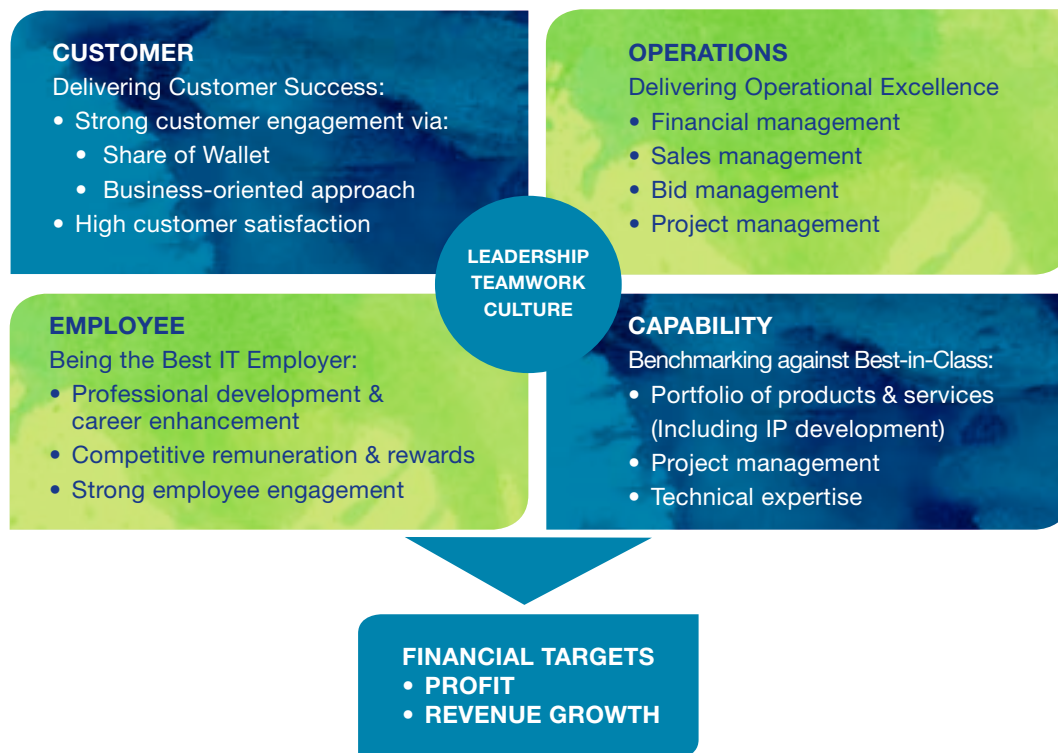 CUSTOMER
Delivering Customer Success:
• Strong customer engagement via:
• Share of Wallet
• Business-oriented approach
• High customer satisfaction
OPERATIONS
Delivering Operational Excellence
• Financial management
• Sales management
• Bid management
• Project management
LEADERSHIP
TEAMWORK
CULTURE
EMPLOYEE
Being the Best IT Employer:
• Professional development &
career enhancement
• Competitive remuneration & rewards
• Strong employee engagement
CAPABILITY
Benchmarking against Best-in-Class:
• Portfolio of products & services
(Including IP development)
• Project management
• Technical expertise
FINANCIAL TARGETS
• PROFIT
• REVENUE GROWTH